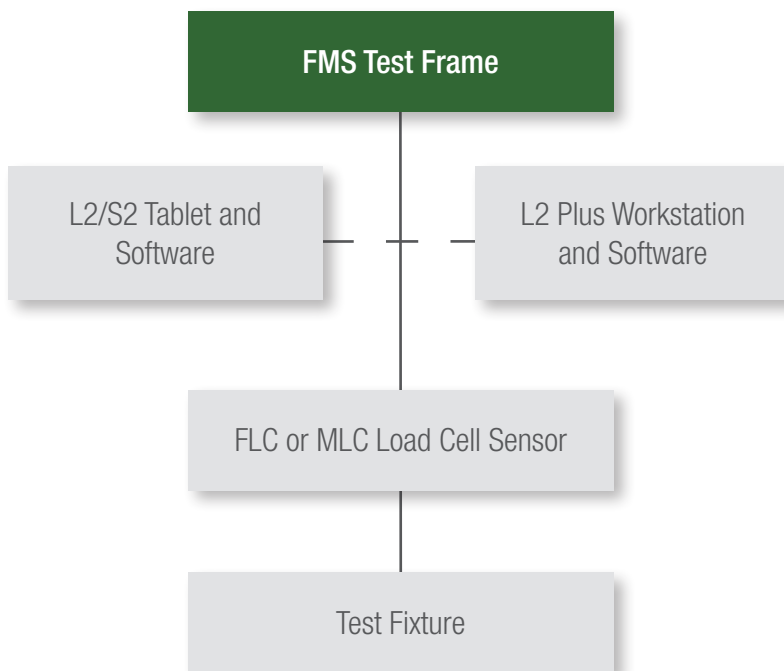 FMS Test Frame
L2/S2 Tablet and
Software
L2 Plus Workstation
and Software
FLC or MLC Load Cell Sensor
Test Fixture